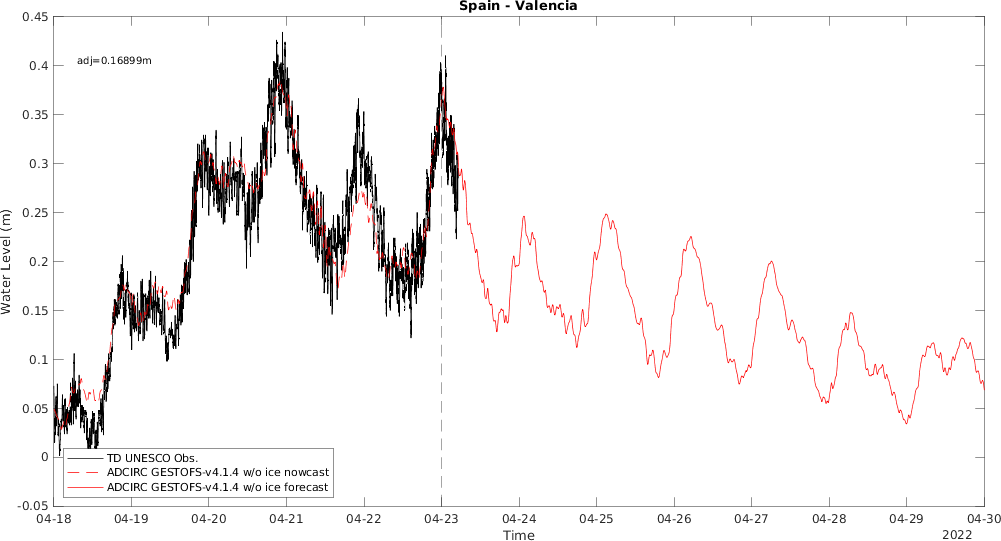 Spain - Valencia
adj=0.16899m
Water Level (m)
0.45
0.4
0.35
0.3
0.25
0.2
0.15
0.1
0.05
0
-0.05
TD UNESCO Obs.
ADCIRC GESTOFS-v4.1.4 w/o ice nowcast
ADCIRC GESTOFS-v4.1.4 w/o ice forecast
04-18 04-19 04-20 04-21 04-22 04-23 04-24 04-25 04-26 04-27 04-28 04-29 04-30
Time
2022